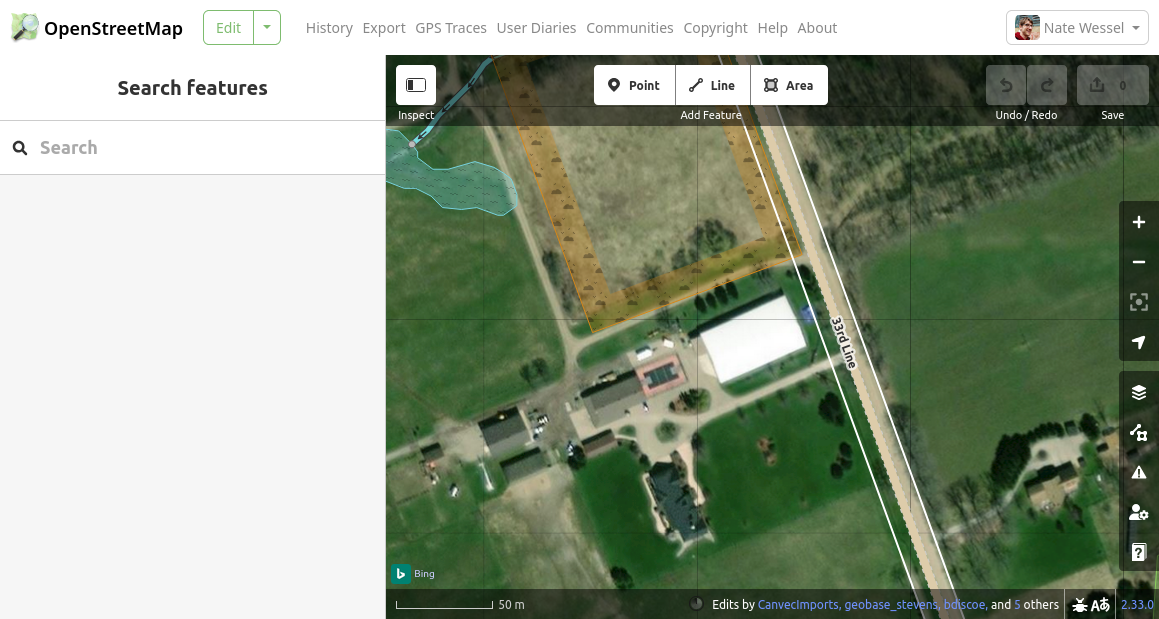 OpenStreetMap
Edit
History Export GPS Traces User Diaries Communities Copyright Help About
Nate Wessel
Search features
Search
Inspect
Point Line Area
Add Feature
Undo / Redo
0
Save
33rd Line
Bing
50 m
Edits by CanvecImports, geobase_stevens, bdiscoe, and 5 others
2.33.0